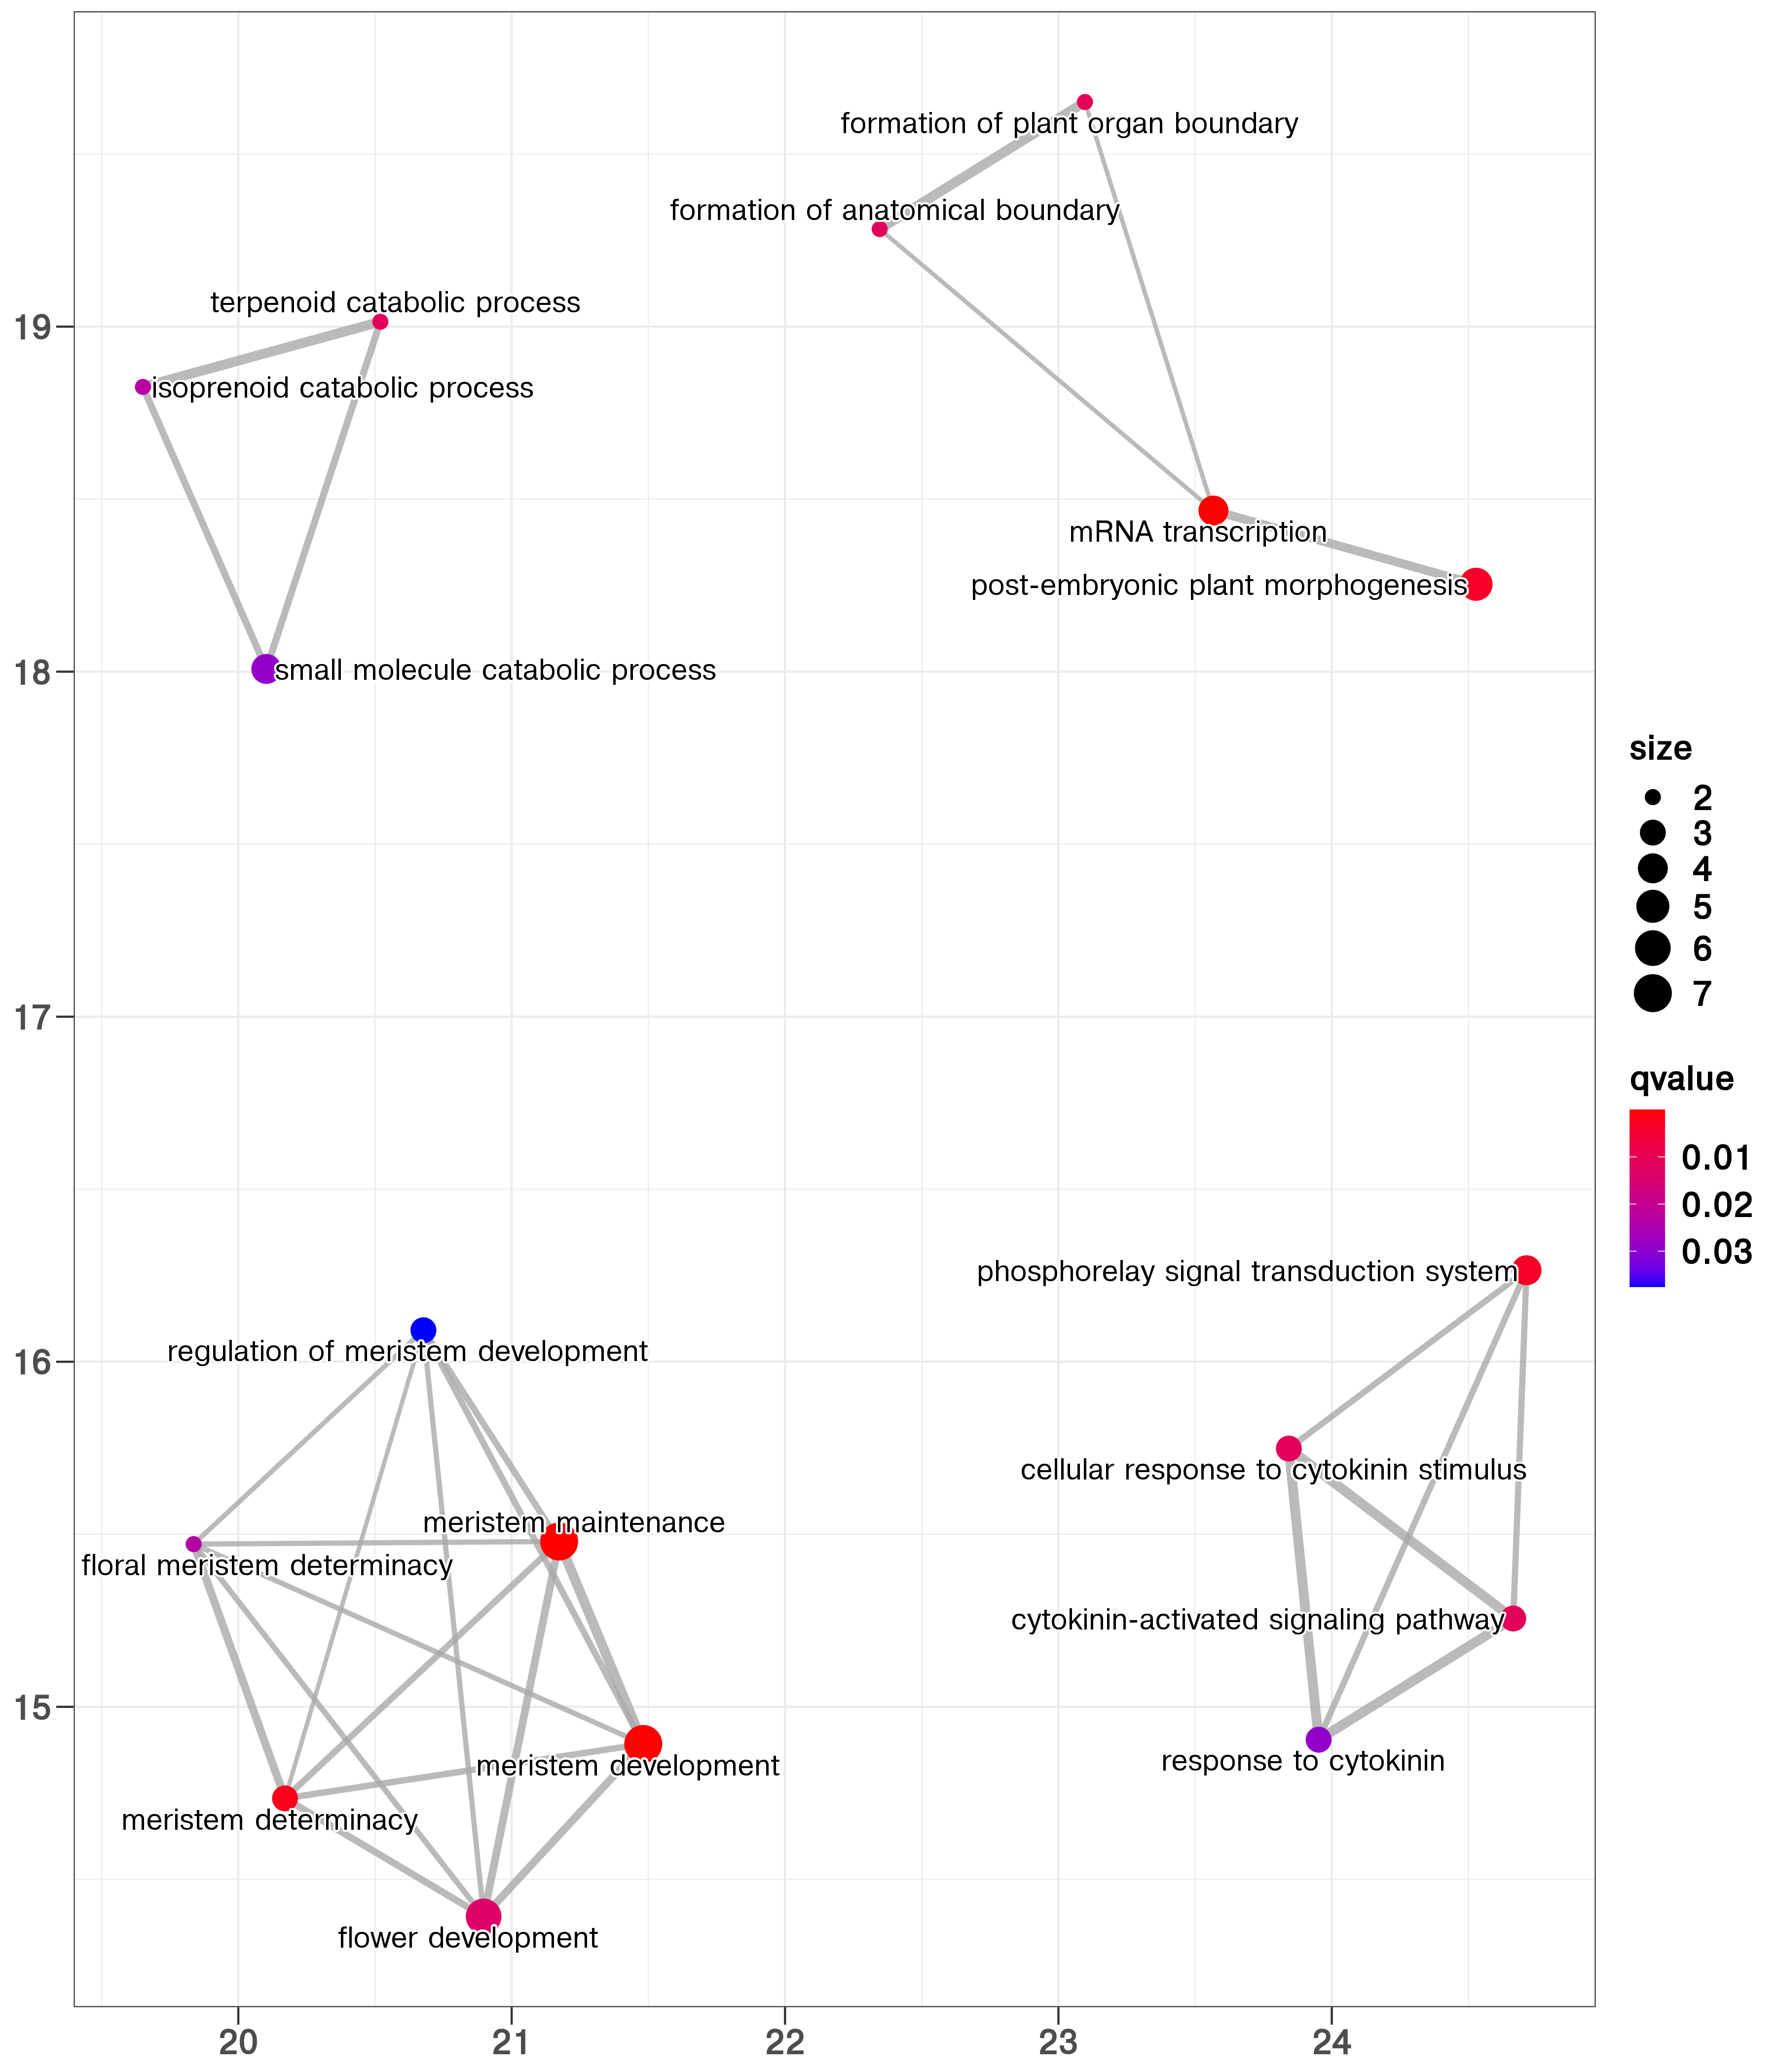 formation of plant organ boundary
formation of anatomical boundary
terpenoid catabolic process
19
isoprenoid catabolic process
mRNA transcription
post-embryonic plant morphogenesis
18
small molecule catabolic process
17
phosphorelay signal transduction system
regulation of meristem development
16
cellular response to cytokinin stimulus
meristem maintenance
floral meristem determinacy
cytokinin-activated signaling pathway
15
response to cytokinin
meristem development
meristem determinacy
flower development
20
21
22
23
24
size
2
3
4
5
6
7
qvalue
0.01
0.02
0.03